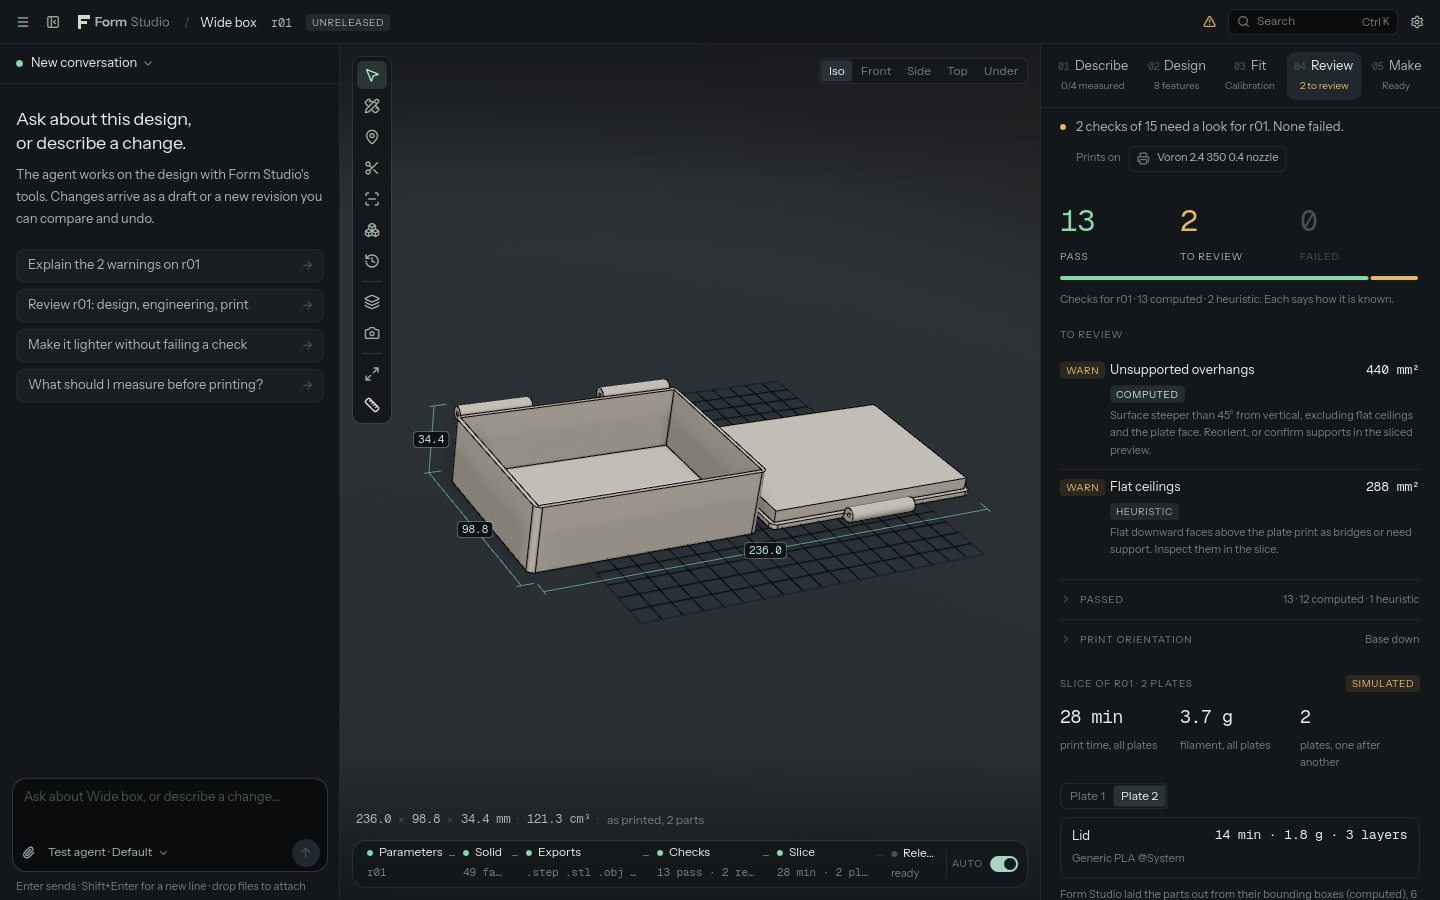 Form Studio / Wide box r01 UNRELEASED
Search Ctrl K
New conversation
Ask about this design,
or describe a change.
The agent works on the design with Form Studio's
tools. Changes arrive as a draft or a new revision you
can compare and undo.
Explain the 2 warnings on r01
Review r01: design, engineering, print
Make it lighter without failing a check
What should I measure before printing?
Ask about Wide box, or describe a change...
Test agent · Default
Enter sends · Shift+Enter for a new line · drop files to attach
Iso Front Side Top Under
34.4
98.8
236.0
236.0 × 98.8 × 34.4 mm · 121.3 cm³ · as printed, 2 parts
Parameters Solid Exports Checks Slice Rele…
r01 49 fa… .step .stl .obj … 13 pass · 2 re… 28 min · 2 pl… ready
AUTO
01 Describe 02 Design 03 Fit 04 Review 05 Make
0/4 measured 8 features Calibration 2 to review Ready
2 checks of 15 need a look for r01. None failed.
Prints on Voron 2.4 350 0.4 nozzle
13 2 0
PASS TO REVIEW FAILED
Checks for r01 · 13 computed · 2 heuristic. Each says how it is known.
TO REVIEW
WARN Unsupported overhangs 440 mm²
COMPUTED
Surface steeper than 45° from vertical, excluding flat ceilings
and the plate face. Reorient, or confirm supports in the sliced
preview.
WARN Flat ceilings 288 mm²
HEURISTIC
Flat downward faces above the plate print as bridges or need
support. Inspect them in the slice.
PASSED 13 · 12 computed · 1 heuristic
PRINT ORIENTATION Base down
SLICE OF R01 · 2 PLATES SIMULATED
28 min 3.7 g 2
print time, all plates filament, all plates plates, one after
another
Plate 1 Plate 2
Lid 14 min · 1.8 g · 3 layers
Generic PLA @System
Form Studio laid the parts out from their bounding boxes (computed), 6